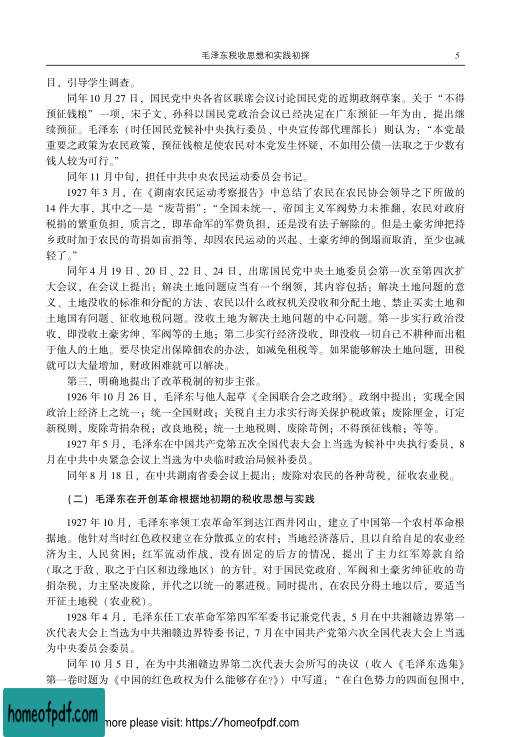 毛泽东税收思想和实践初探 5
目，引导学生调查。
同年 10 月 27 日，国民党中央各省区联席会议讨论国民党的近期政纲草案。关于“不得
预征钱粮”一项，宋子文、孙科以国民党政治会议已经决定在广东预征一年为由，提出继
续预征。毛泽东（时任国民党候补中央执行委员、中央宣传部代理部长）则认为：“本党最
重要之政策为农民政策，预征钱粮足使农民对本党发生怀疑，不如用公债一法取之于少数有
钱人较为可行。”
同年 11 月中旬，担任中共中央农民运动委员会书记。
1927 年 3 月，在《湖南农民运动考察报告》中总结了农民在农民协会领导之下所做的
14 件大事，其中之一是“废苛捐”：“全国未统一，帝国主义军阀势力未推翻，农民对政府
税捐的繁重负担，质言之，即革命军的军费负担，还是没有法子解除的。但是土豪劣绅把持
乡政时加于农民的苛捐如亩捐等，却因农民运动的兴起、土豪劣绅的倒塌而取消，至少也减
轻了。”
同年 4 月 19 日、20 日、22 日、24 日，出席国民党中央土地委员会第一次至第四次扩
大会议，在会议上提出：解决土地问题应当有一个纲领，其内容包括：解决土地问题的意
义、土地没收的标准和分配的方法、农民以什么政权机关没收和分配土地、禁止买卖土地和
土地国有问题、征收地税问题。没收土地为解决土地问题的中心问题。第一步实行政治没
收，即没收土豪劣绅、军阀等的土地；第二步实行经济没收，即没收一切自己不耕种而出租
于他人的土地。要尽快定出保障佃农的办法，如减免租税等。如果能够解决土地问题，田税
就可以大量增加，财政困难就可以解决。
第三，明确地提出了改革税制的初步主张。
1926 年 10 月 26 日，毛泽东与他人起草《全国联合会之政纲》。政纲中提出：实现全国
政治上经济上之统一；统一全国财政；关税自主力求实行海关保护税政策；废除厘金，订定
新税则，废除苛捐杂税；改良地税；统一土地税则，废除苛例；不得预征钱粮；等等。
1927 年 5 月，毛泽东在中国共产党第五次全国代表大会上当选为候补中央执行委员，8
月在中共中央紧急会议上当选为中央临时政治局候补委员。
同年 8 月 18 日，在中共湖南省委会议上提出：废除对农民的各种苛税，征收农业税。
（二）毛泽东在开创革命根据地初期的税收思想与实践
1927 年 10 月，毛泽东率领工农革命军到达江西井冈山，建立了中国第一个农村革命根
据地。他针对当时红色政权建立在分散孤立的农村；当地经济落后，且以自给自足的农业经
济为主，人民贫困；红军流动作战，没有固定的后方的情况，提出了主力红军筹款自给
（取之于敌、取之于白区和边缘地区）的方针。对于国民党政府、军阀和土豪劣绅征收的苛
捐杂税，力主坚决废除，并代之以统一的累进税。同时提出，在农民分得土地以后，要适当
开征土地税（农业税）。
1928 年 4 月，毛泽东任工农革命军第四军军委书记兼党代表，5 月在中共湘赣边界第一
次代表大会上当选为中共湘赣边界特委书记，7 月在中国共产党第六次全国代表大会上当选
为中央委员会委员。
同年 10 月 5 日，在为中共湘赣边界第二次代表大会所写的决议（收入《毛泽东选集》
第一卷时题为《中国的红色政权为什么能够存在？》）中写道：“在白色势力的四面包围中，
homeofpdf.com
more please visit: https://homeofpdf.com